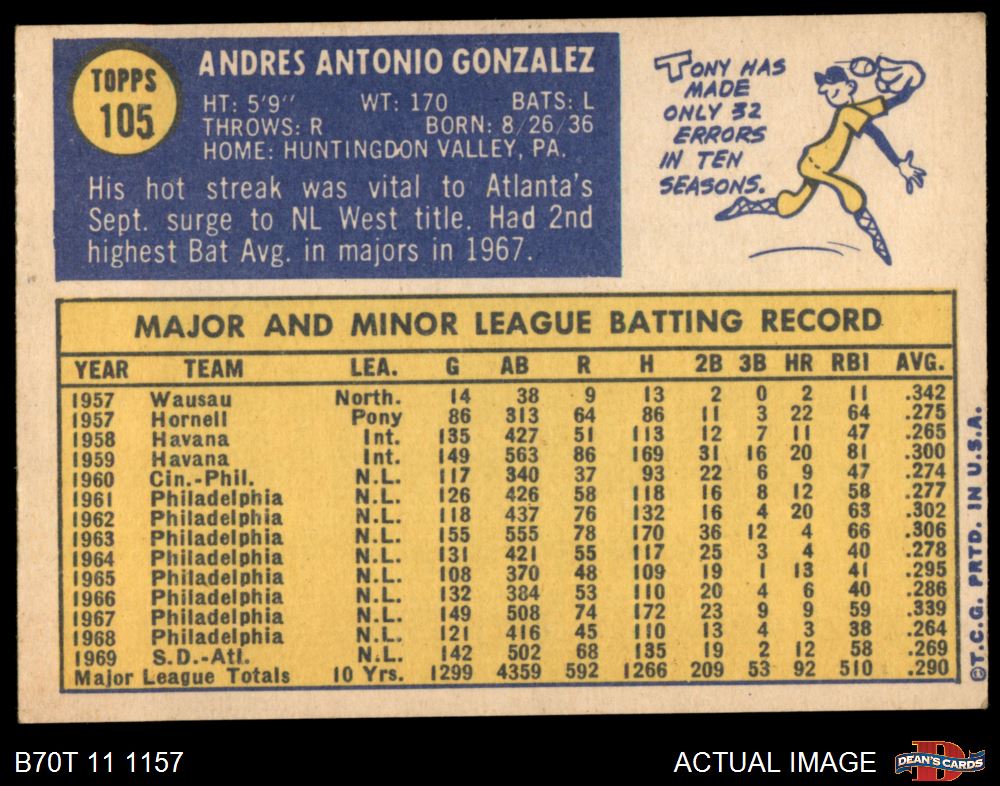 TOPPS
105
ANDRES ANTONIO GONZALEZ
HT: 5'9" WT: 170 BATS: L
THROWS: R BORN: 8/26/36
HOME: HUNTINGDON VALLEY, PA.
His hot streak was vital to Atlanta's
Sept. surge to NL West title. Had 2nd
highest Bat Avg. in majors in 1967.
TONY HAS
MADE
ONLY 32
ERRORS
IN TEN
SEASONS.
MAJOR AND MINOR LEAGUE BATTING RECORD
YEAR TEAM LEA. G AB R H 2B 3B HR RBI AVG.
1957 Wausau North. 14 38 9 13 2 0 2 11 .342
1957 Hornell Pony 86 313 64 86 11 3 22 64 .275
1958 Havana Int. 135 427 51 113 12 7 11 47 .265
1959 Havana Int. 149 563 86 169 31 16 20 81 .300
1960 Cin.-Phil. N.L. 117 340 37 93 22 6 9 47 .274
1961 Philadelphia N.L. 126 426 58 118 16 8 12 58 .277
1962 Philadelphia N.L. 118 437 76 132 16 4 20 63 .302
1963 Philadelphia N.L. 155 555 78 170 36 12 4 66 .306
1964 Philadelphia N.L. 131 421 55 117 25 3 4 40 .278
1965 Philadelphia N.L. 108 370 48 109 19 1 13 41 .295
1966 Philadelphia N.L. 132 384 53 110 20 4 6 40 .286
1967 Philadelphia N.L. 149 508 74 172 23 9 9 59 .339
1968 Philadelphia N.L. 121 416 45 110 13 4 3 38 .264
1969 S.D.-Atl. N.L. 142 502 68 135 19 2 12 58 .269
Major League Totals 10 Yrs. 1299 4359 592 1266 209 53 92 510 .290
©T.C.G. PRTD. IN U.S.A.
B70T 11 1157
ACTUAL IMAGE
D
DEAN'S CARDS